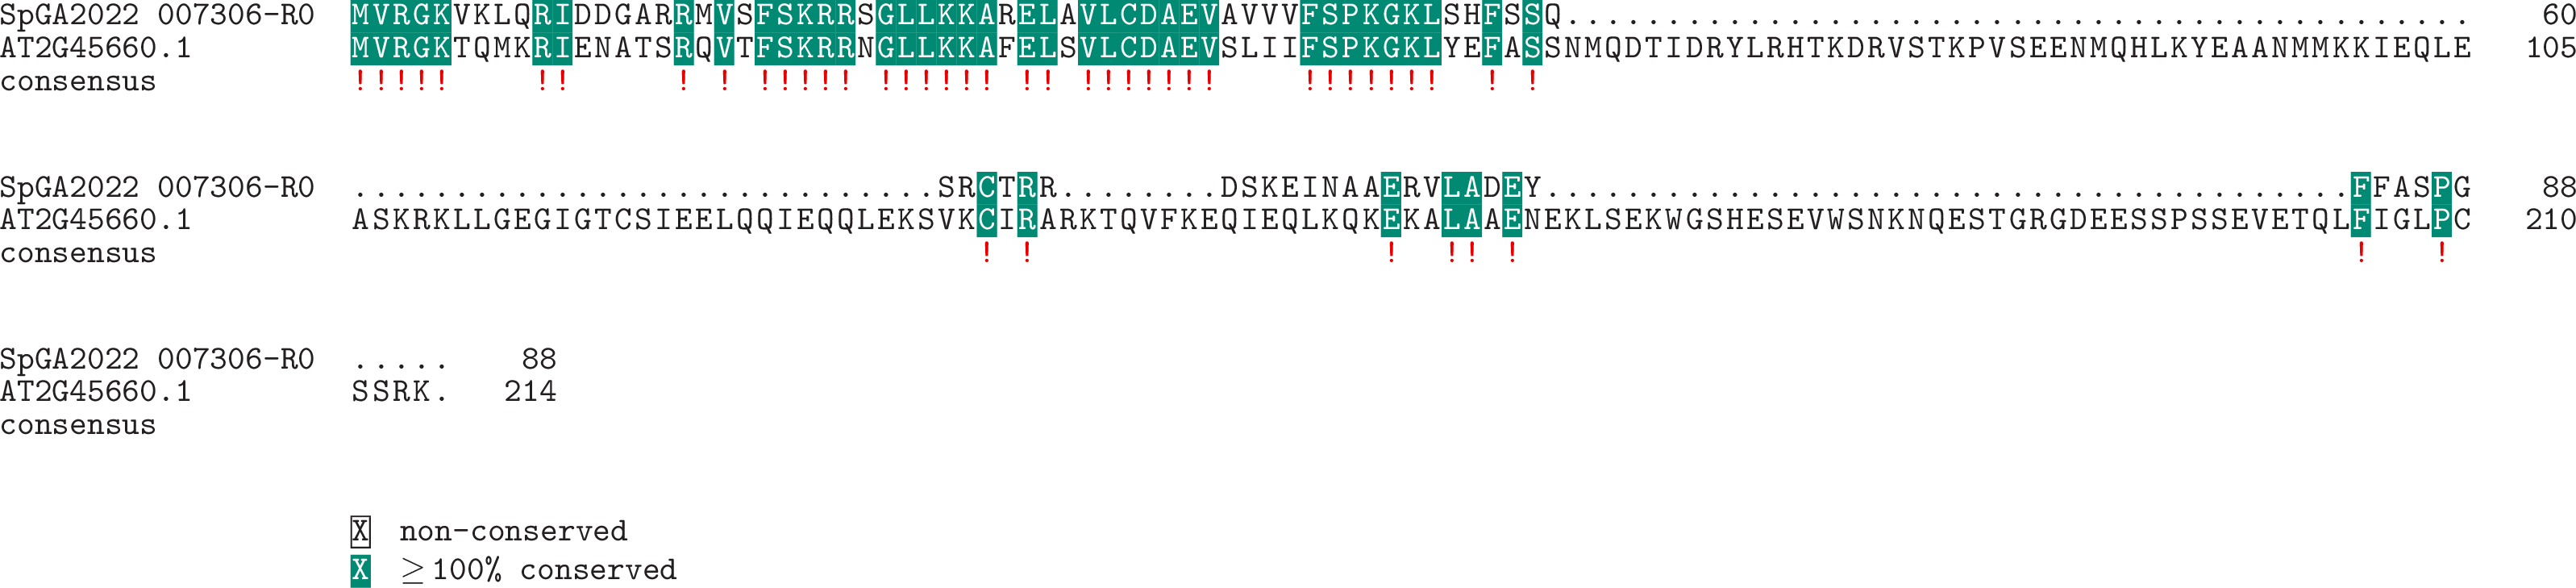 SpGA2022 007306-R0 MVRGKVKLQRIDDGARRMVSFSKRRSGLLKKARELAVLCDAEVAVVVFSPKGKLSHFSSQ............................................. 60
AT2G45660.1 MVRGKTQMKRIENATSRQVTFSKRRNGLLKKAFELSVLCDAEVSLIIFSPKGKLYEFASSNMQDTIDRYLRHTKDRVSTKPVSEENMQHLKYEAANMMKKIEQLE 105
consensus !!!!! !! ! ! !!!!! !!!!!! !! !!!!!!! !!!!!!! ! !
SpGA2022 007306-R0 .............................SRCTRR........DSKEINAAERVLADEY........................................FFASPG 88
AT2G45660.1 ASKRKLLGEGIGTCSIEELQQIEQQLEKSVKCIRARKTQVFKEQIEQLKQKEKALAAENEKLSEKWGSHESEVWSNKNQESTGRGDEESSPSSEVETQLFIGLPC 210
consensus ! ! ! !! ! ! !
SpGA2022 007306-R0 ..... 88
AT2G45660.1 SSRK. 214
consensus
X non-conserved
X ≥100% conserved